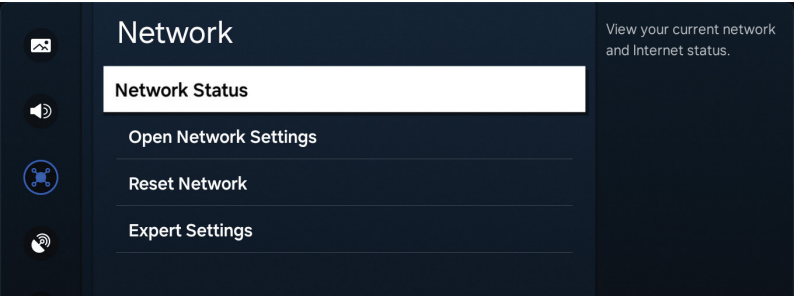 Network
Network Status
Open Network Settings
Reset Network
Expert Settings
View your current network
and Internet status.